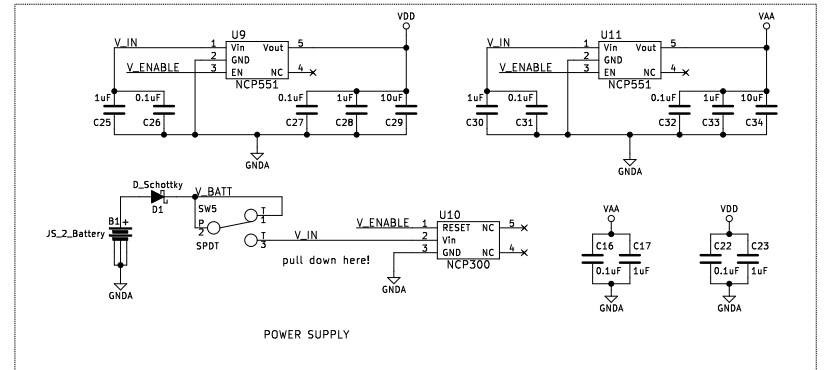 VDD
U9
V_IN 1 Vin Vout 5
2 GND
V_ENABLE 3 EN NC 4
NCP551
1uF 0.1uF 0.1uF 1uF 10uF
C25 C26 C27 C28 C29
GNDA
VAA
U11
V_IN 1 Vin Vout 5
2 GND
V_ENABLE 3 EN NC 4
NCP551
1uF 0.1uF 0.1uF 1uF 10uF
C30 C31 C32 C33 C34
GNDA
D_Schottky
D1
V_BATT
B1 +
JS_2_Battery
GNDA
SW5
P
2
T
1
T
3
SPDT
V_IN
pull down here!
U10
V_ENABLE 1 RESET NC 5
2 Vin
3 GND NC 4
NCP300
GNDA
VAA
C16 C17
0.1uF 1uF
GNDA
VDD
C22 C23
0.1uF 1uF
GNDA
POWER SUPPLY